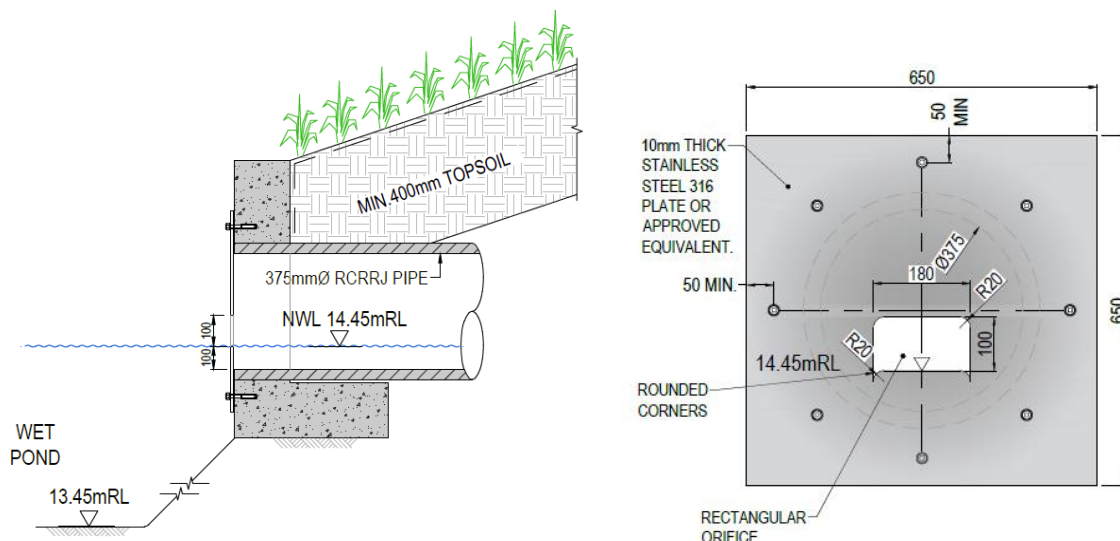 MIN 400mm TOPSOIL
375mmØ RCRRJ PIPE
NWL 14.45mRL
100
100
WET
POND
13.45mRL
650
50
MIN
10mm THICK
STAINLESS
STEEL 316
PLATE OR
APPROVED
EQUIVALENT.
Ø375
180
R20
50 MIN.
650
100
R20
14.45mRL
ROUNDED
CORNERS
RECTANGULAR
ORIFICE